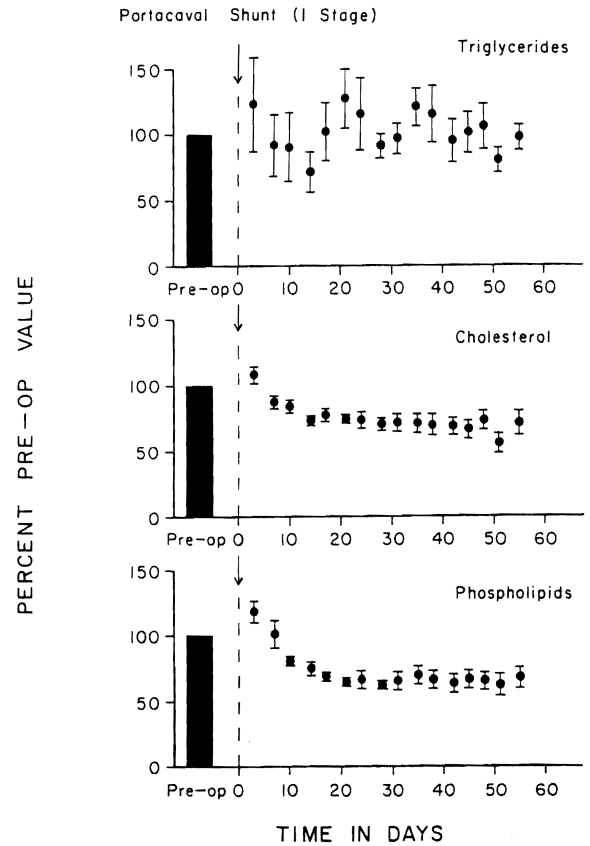 Portacaval Shunt (1 Stage)
Triglycerides
150
100
50
0
Pre-op 0 10 20 30 40 50 60
Cholesterol
150
100
50
0
Pre-op 0 10 20 30 40 50 60
Phospholipids
150
100
50
0
Pre-op 0 10 20 30 40 50 60
PERCENT PRE-OP VALUE
TIME IN DAYS